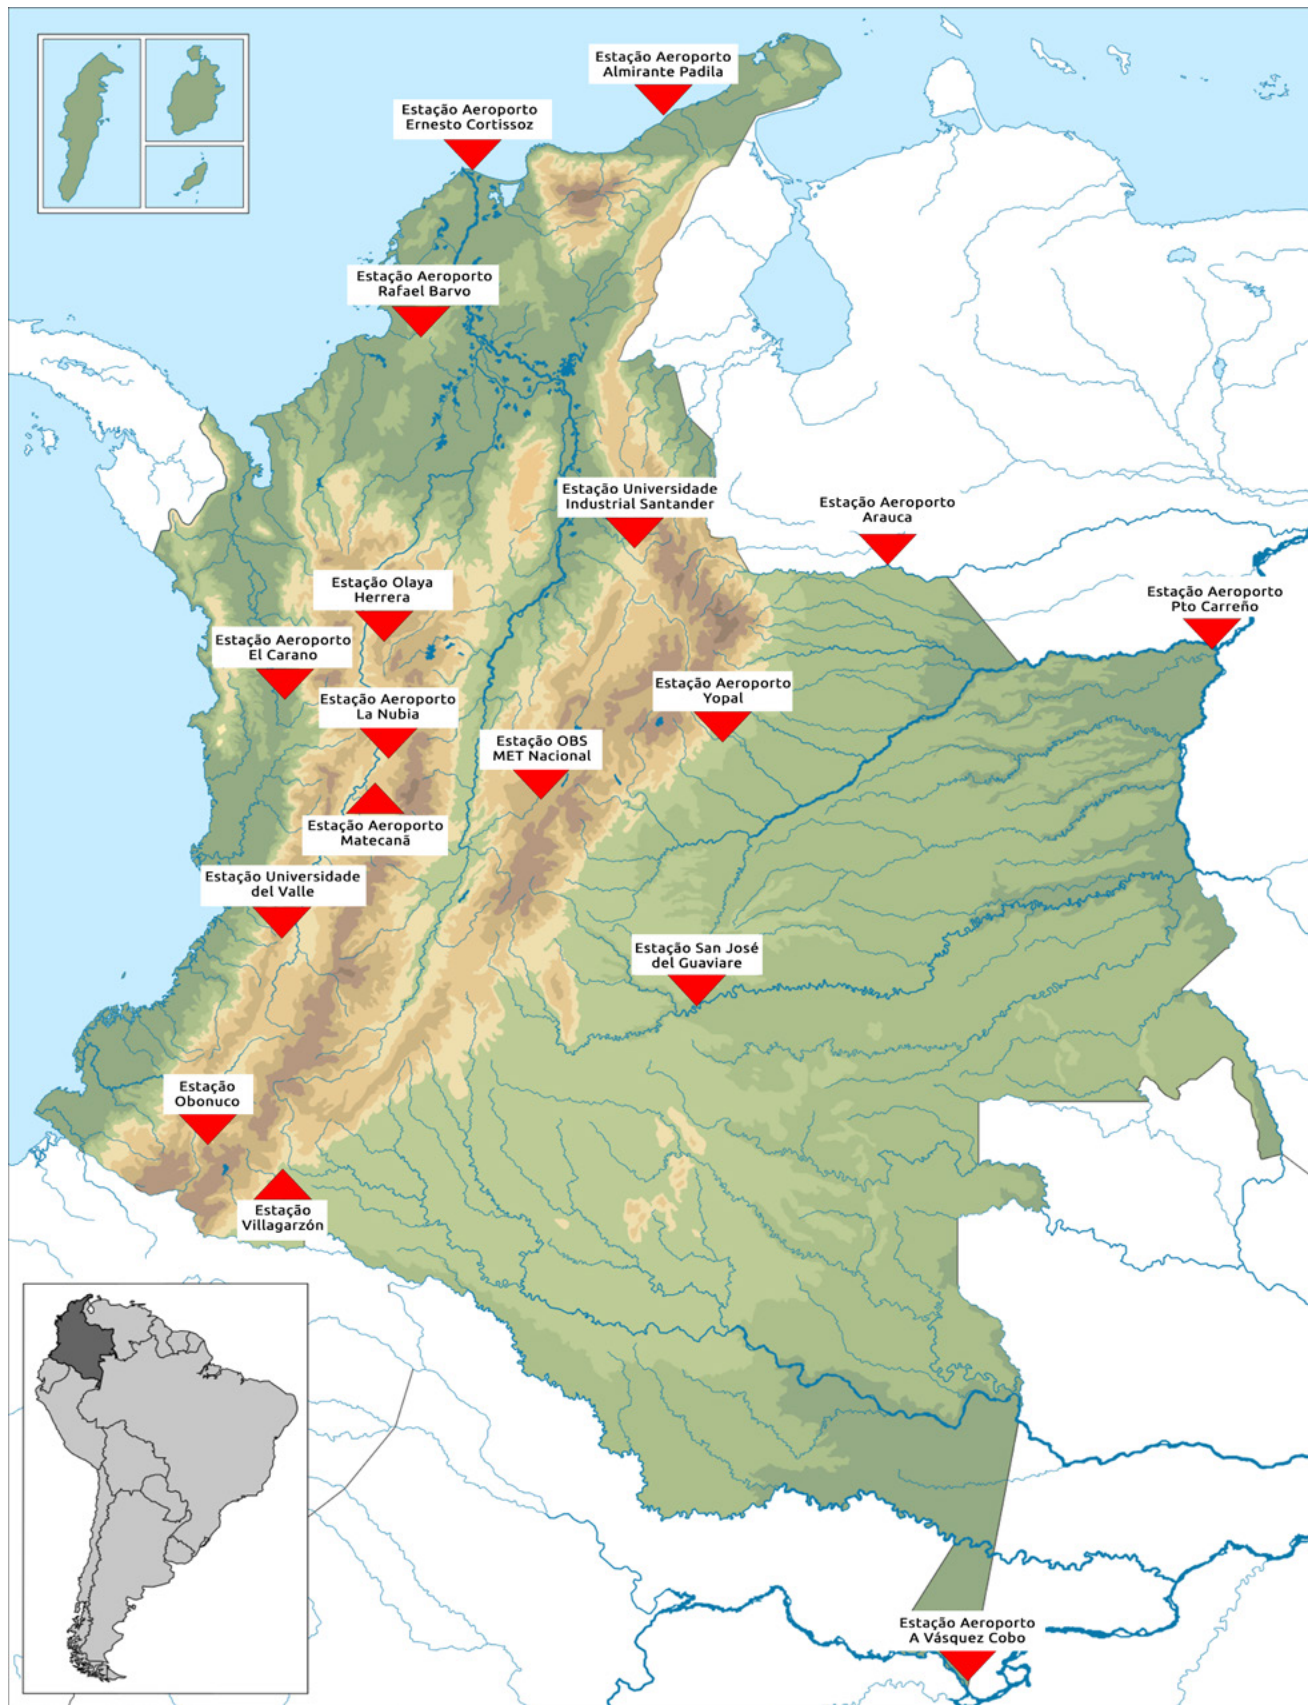 Estação Aeroporto
Almirante Padila
Estação Aeroporto
Ernesto Cortissoz
Estação Aeroporto
Rafael Barvo
Estação Universidade
Industrial Santander
Estação Aeroporto
Arauca
Estação Olaya
Herrera
Estação Aeroporto
Pto Carreño
Estação Aeroporto
El Carano
Estação Aeroporto
Yopal
Estação Aeroporto
La Nubia
Estação OBS
MET Nacional
Estação Aeroporto
Matecanã
Estação Universidade
del Valle
Estação San José
del Guaviare
Estação
Obonuco
Estação
Villagarzón
Estação Aeroporto
A Vásquez Cobo